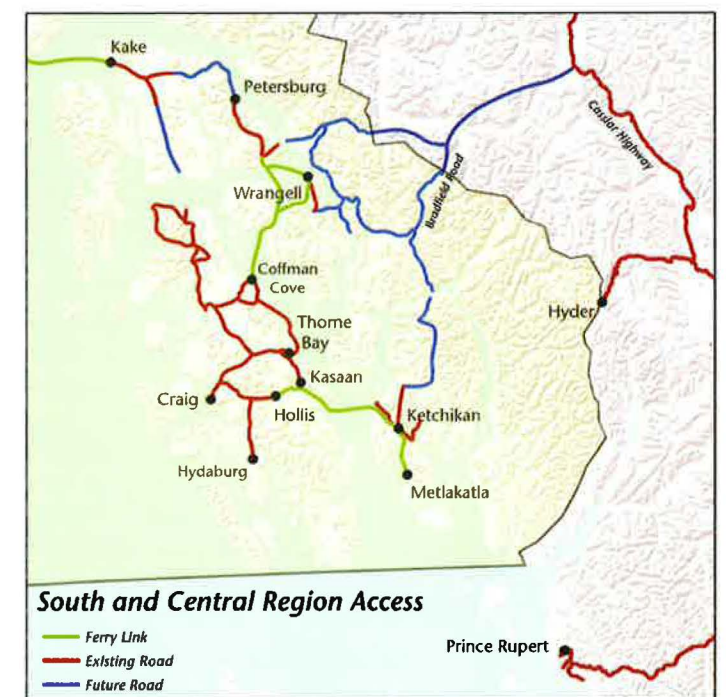 Kake
Petersburg
Cassiar Highway
Wrangell
Bradfield Road
Coffman
Cove
Hyder
Thorne
Bay
Kasaan
Craig
Hollis
Ketchikan
Hydaburg
Metlakatla
South and Central Region Access
Ferry Link
Existing Road
Future Road
Prince Rupert